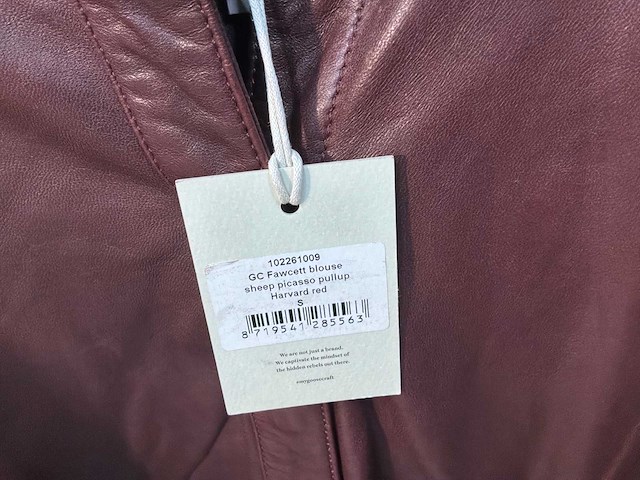 102261009
GC Fawcett blouse
sheep picasso pullup
Harvard red
S
8 719541 285563
We are not just a brand.
We captivate the mindset of
the hidden rebels out there.
easygoosecraft